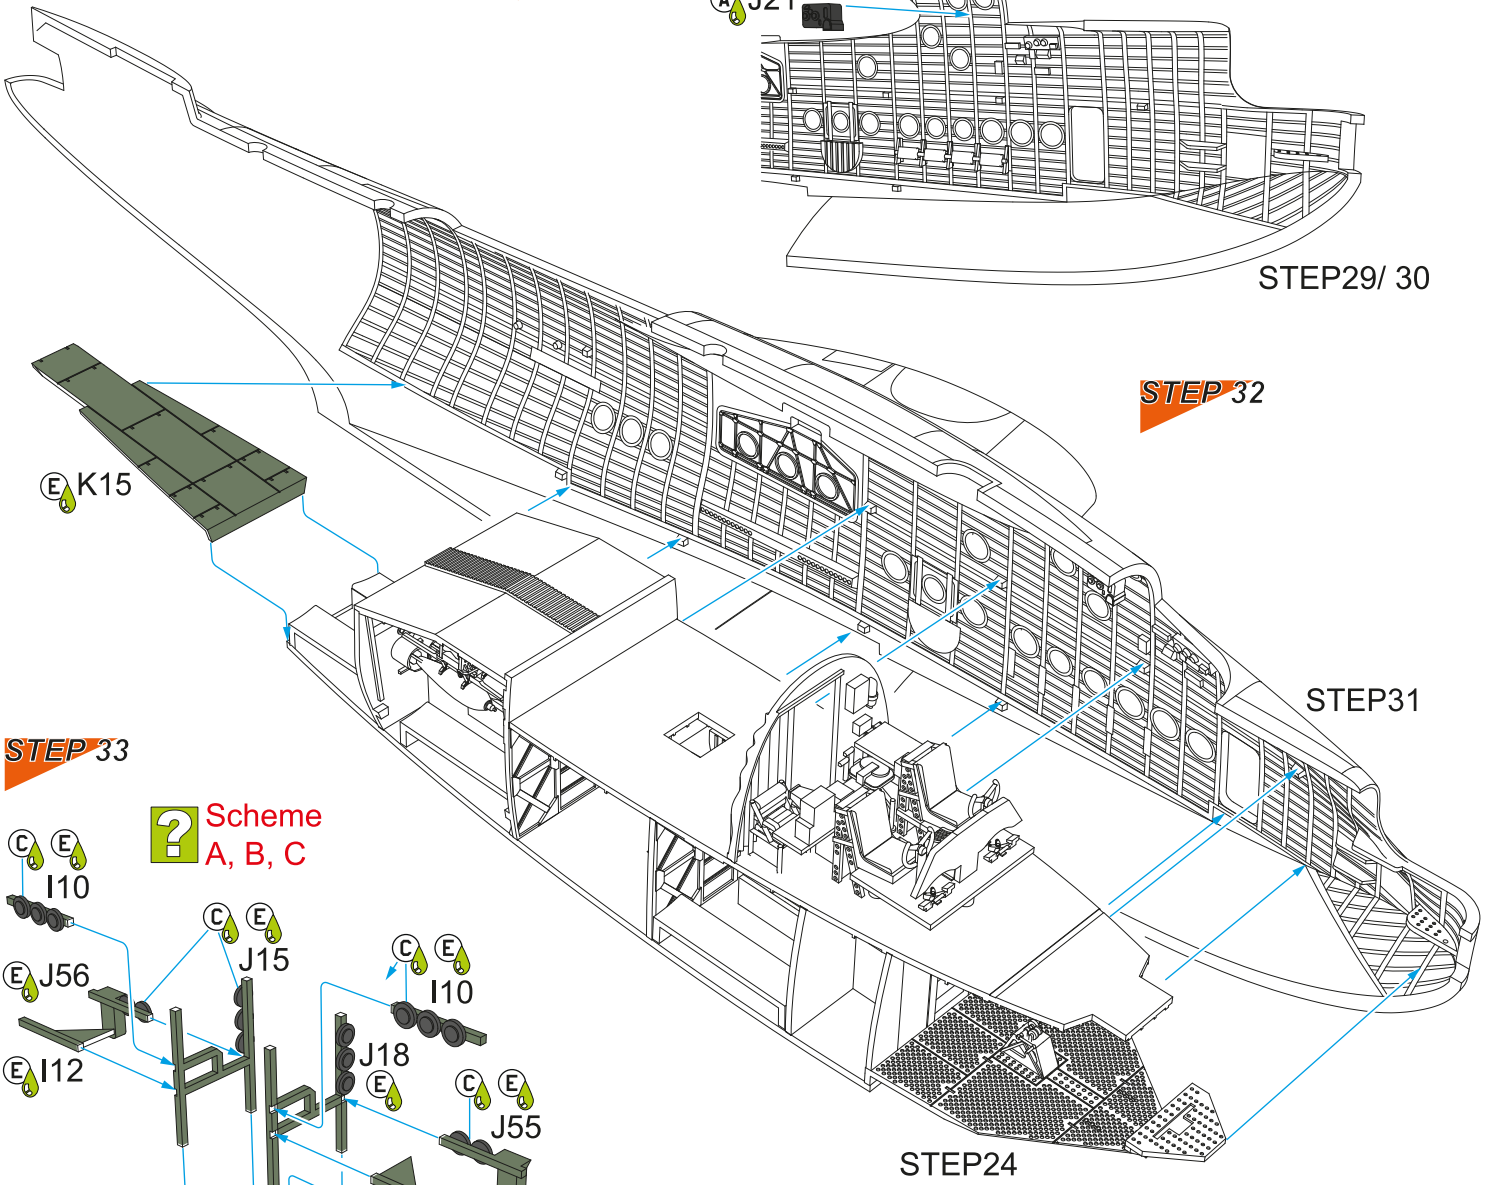 A J21
STEP29/ 30
STEP 32
E K15
STEP31
STEP 33
? Scheme
A, B, C
C E
I10
C E
J15
E J56
C E
I10
E I12
J18
E
C E
J55
STEP24